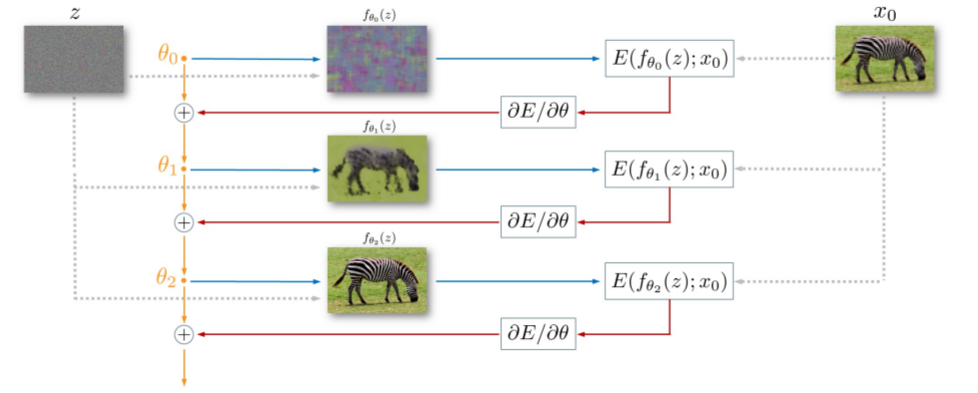 z
f_{θ_0}(z)
x_0
θ_0
E(f_{θ_0}(z); x_0)
+
∂E/∂θ
f_{θ_1}(z)
θ_1
E(f_{θ_1}(z); x_0)
+
∂E/∂θ
f_{θ_2}(z)
θ_2
E(f_{θ_2}(z); x_0)
+
∂E/∂θ